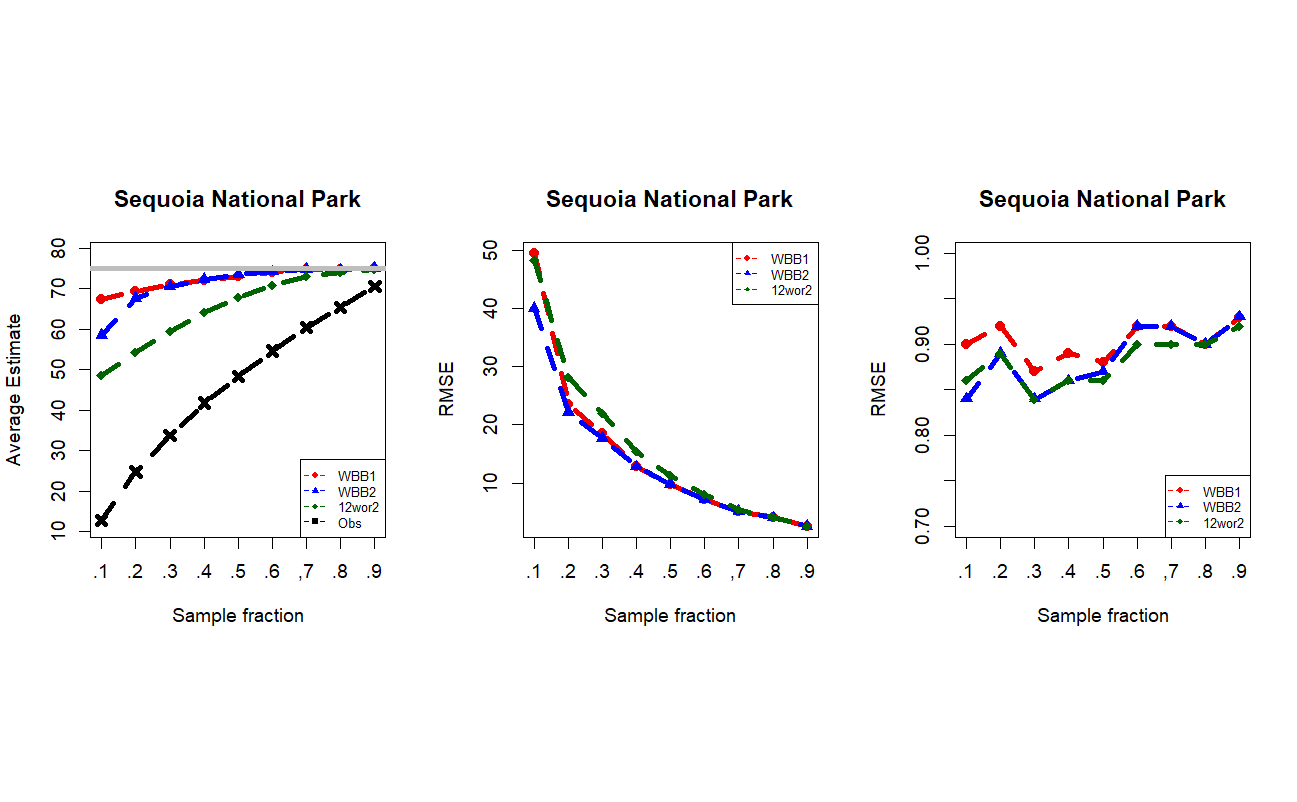 Sequoia National Park
Average Estimate
80
70
60
50
40
30
20
10
WBB1
WBB2
12wor2
Obs
.1 .2 .3 .4 .5 .6 ,7 .8 .9
Sample fraction
Sequoia National Park
RMSE
50
40
30
20
10
WBB1
WBB2
12wor2
.1 .2 .3 .4 .5 .6 ,7 .8 .9
Sample fraction
Sequoia National Park
RMSE
1.00
0.90
0.80
0.70
WBB1
WBB2
12wor2
.1 .2 .3 .4 .5 .6 ,7 .8 .9
Sample fraction